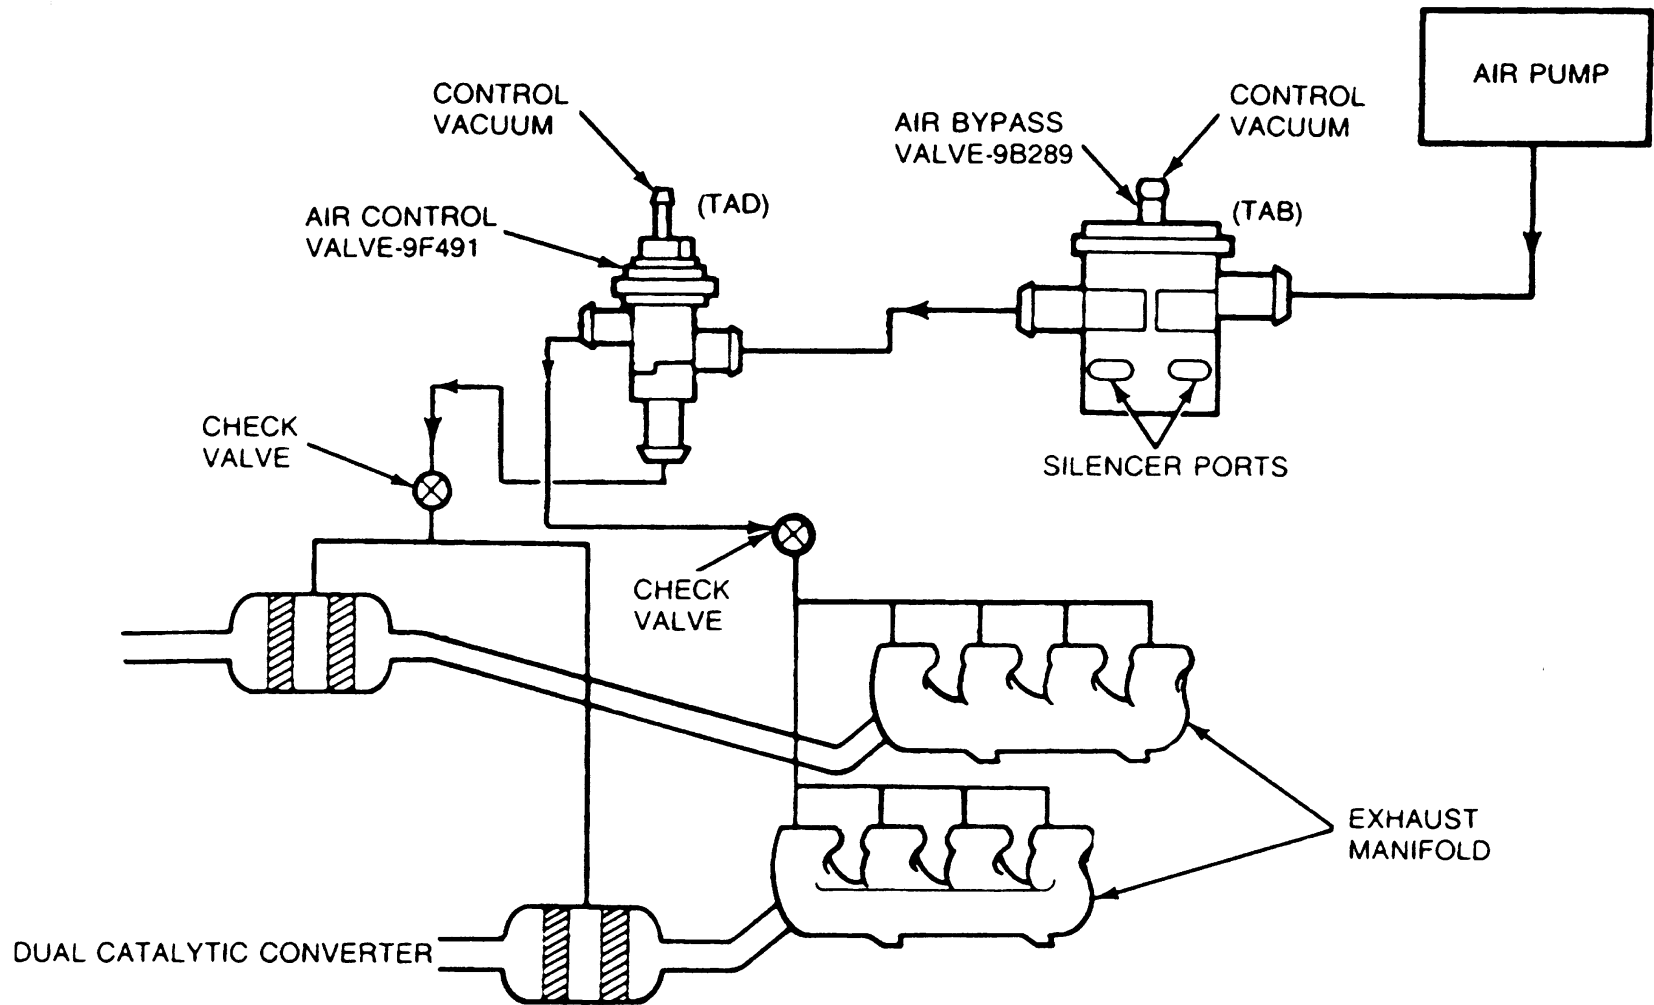 AIR PUMP
CONTROL
VACUUM
AIR BYPASS
VALVE-9B289
CONTROL
VACUUM
(TAD)
(TAB)
AIR CONTROL
VALVE-9F491
CHECK
VALVE
SILENCER PORTS
CHECK
VALVE
EXHAUST
MANIFOLD
DUAL CATALYTIC CONVERTER